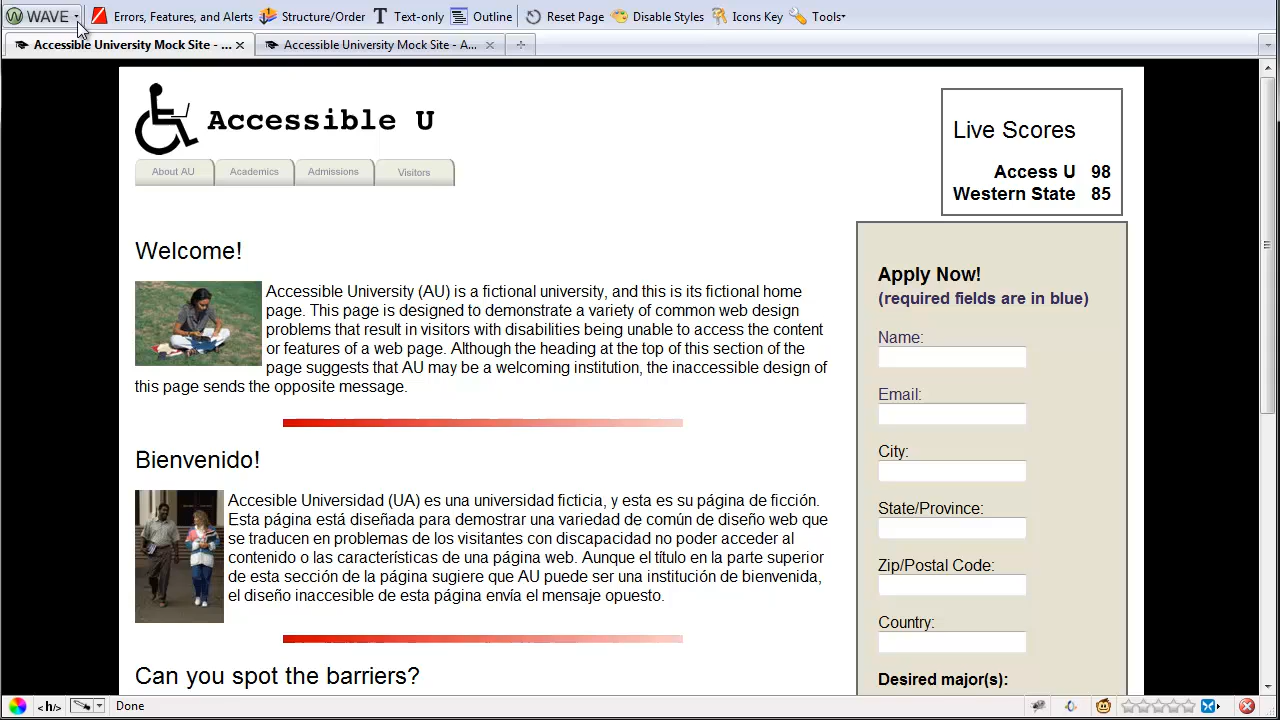 WAVE Errors, Features, and Alerts Structure/Order Text-only Outline Reset Page Disable Styles Icons Key Tools
Accessible University Mock Site - ... Accessible University Mock Site - A...
Accessible U
About AU Academics Admissions Visitors
Live Scores
Access U 98
Western State 85
Welcome!
Accessible University (AU) is a fictional university, and this is its fictional home
page. This page is designed to demonstrate a variety of common web design
problems that result in visitors with disabilities being unable to access the content
or features of a web page. Although the heading at the top of this section of the
page suggests that AU may be a welcoming institution, the inaccessible design of
this page sends the opposite message.
Bienvenido!
Accesible Universidad (UA) es una universidad ficticia, y esta es su página de ficción.
Esta página está diseñada para demostrar una variedad de común de diseño web que
se traducen en problemas de los visitantes con discapacidad no poder acceder al
contenido o las características de una página web. Aunque el título en la parte superior
de esta sección de la página sugiere que AU puede ser una institución de bienvenida,
el diseño inaccesible de esta página envía el mensaje opuesto.
Can you spot the barriers?
Apply Now!
(required fields are in blue)
Name:
Email:
City:
State/Province:
Zip/Postal Code:
Country:
Desired major(s):
<h/> Done